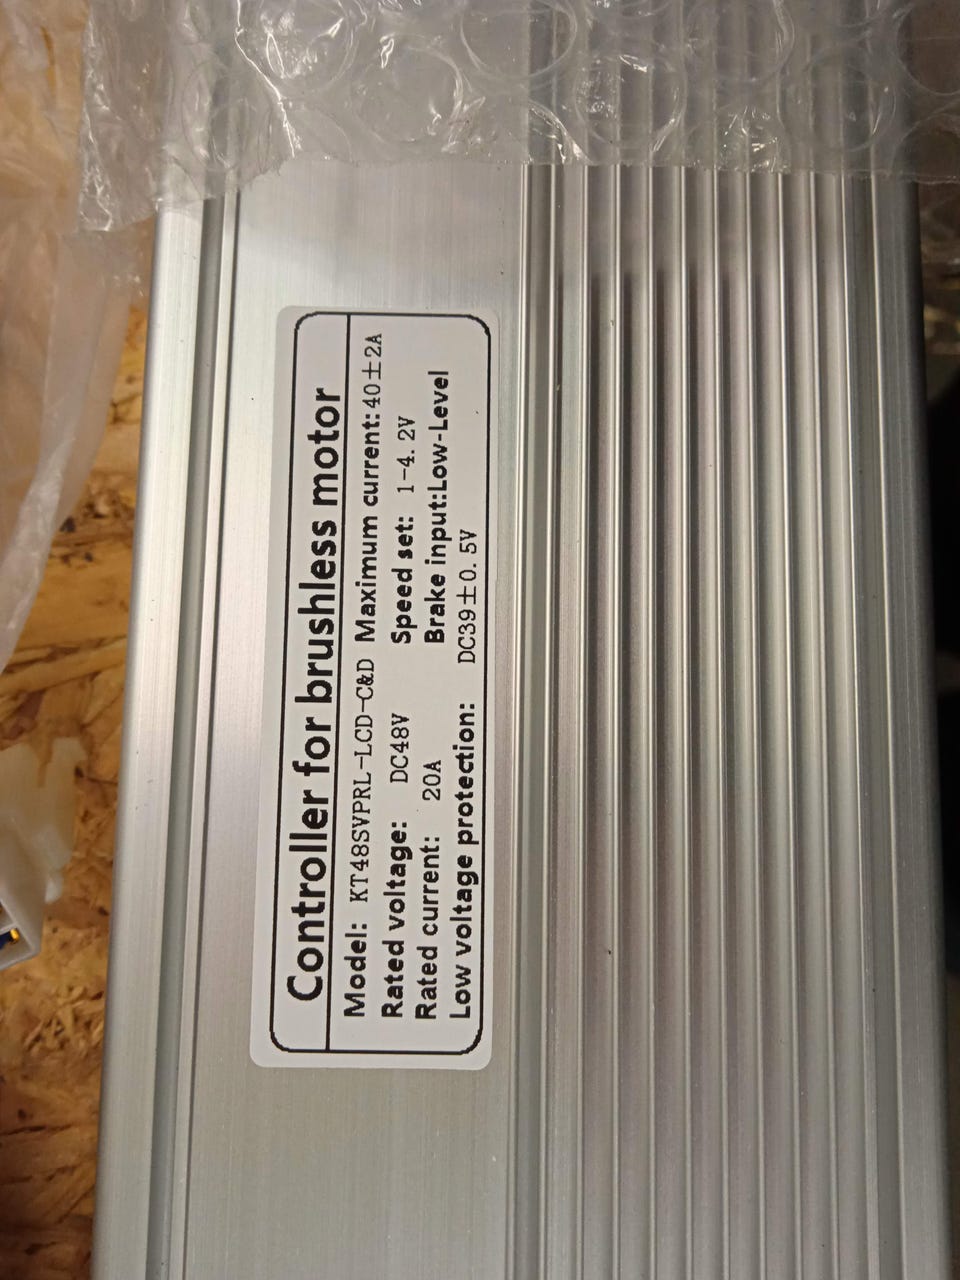 Controller for brushless motor
Model: KT48SVPRL-LCD-C&D Maximum current:40±2A
Rated voltage: DC48V Speed set: 1-4.2V
Rated current: 20A Brake input:Low-Level
Low voltage protection: DC39±0.5V